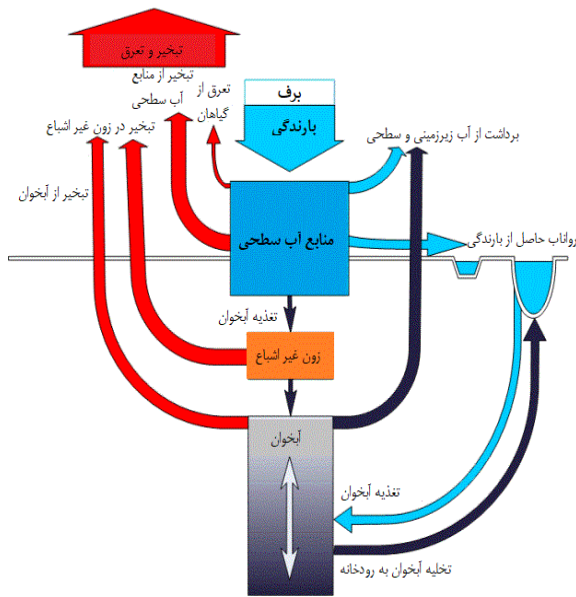 تبخیر و تعرق
تبخیر از منابع
آب سطحی
تعرق از
گیاهان
برف
بارندگی
تبخیر در زون غیر اشباع
برداشت از آب زیرزمینی و سطحی
تبخیر از آبخوان
منابع آب سطحی
رواناب حاصل از بارندگی
تغذیه آبخوان
زون غیر اشباع
آبخوان
تغذیه آبخوان
تخلیه آبخوان به رودخانه